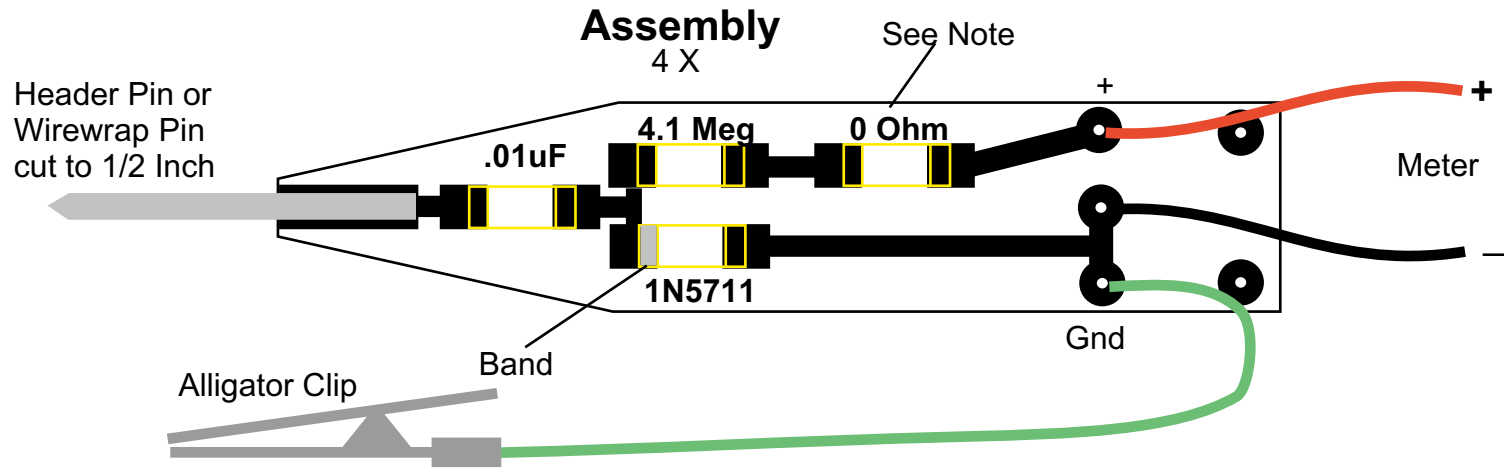 Assembly
4 X
See Note
Header Pin or
Wirewrap Pin
cut to 1/2 Inch
+
+
4.1 Meg
0 Ohm
.01uF
Meter
1N5711
–
Gnd
Band
Alligator Clip